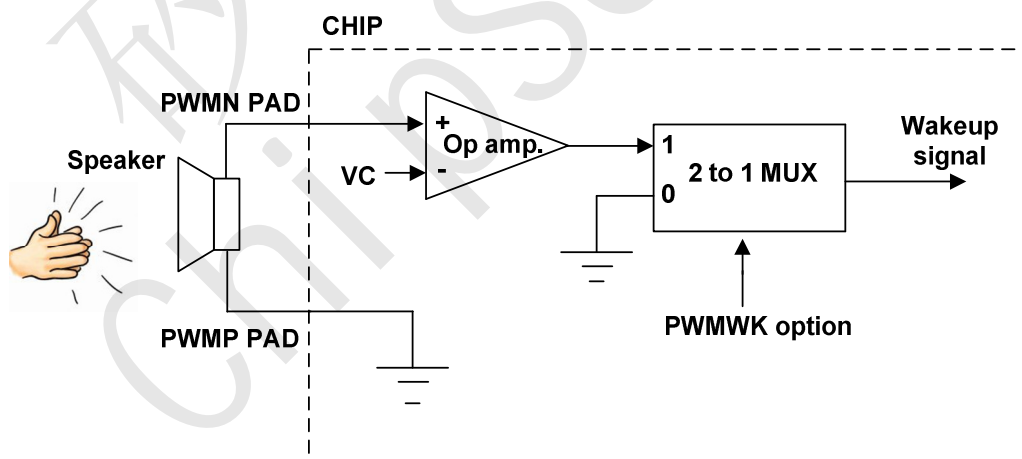 CHIP
PWMN PAD
Speaker
+
Op amp.
VC
-
1
2 to 1 MUX
0
Wakeup
signal
PWMWK option
PWMP PAD